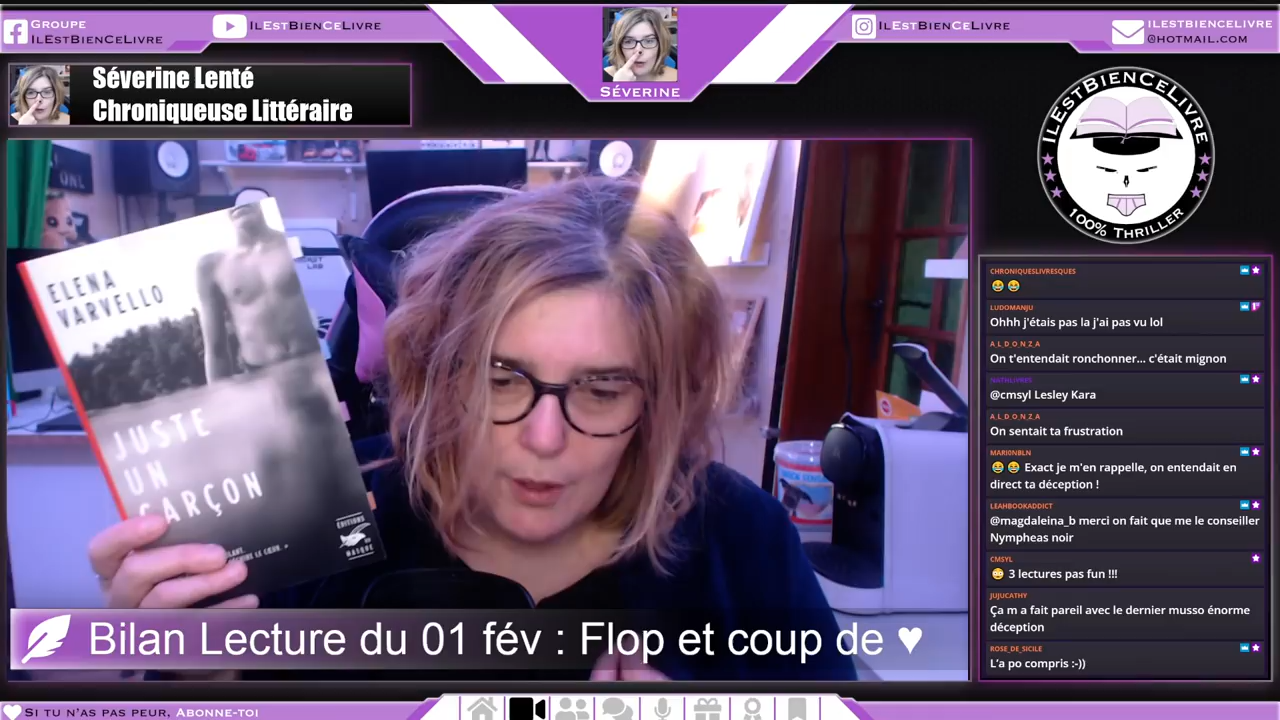 GROUPE
ILESTBIENCELIVRE
ILESTBIENCELIVRE
SÉVERINE
ILESTBIENCELIVRE
ILESTBIENCELIVRE
@HOTMAIL.COM
Séverine Lenté
Chroniqueuse Littéraire
ILESTBIENCELIVRE
100% THRILLER
ELENA
VARVELLO
JUSTE
UN
GARÇON
EDITIONS
DU
MASQUE
CHRONIQUESLIVRESQUES
😂 😂
LUDOMANJU
Ohhh j'étais pas la j'ai pas vu lol
A_L_D_O_N_Z_A
On t'entendait ronchonner... c'était mignon
NATHLIVRES
@cmsyl Lesley Kara
A_L_D_O_N_Z_A
On sentait ta frustration
MARI0NBLN
😂 😂 Exact je m'en rappelle, on entendait en
direct ta déception !
LEAHBOOKADDICT
@magdaleina_b merci on fait que me le conseiller
Nympheas noir
CMSYL
😳 3 lectures pas fun !!!
JUJUCATHY
Ça m a fait pareil avec le dernier musso énorme
déception
ROSE_DE_SICILE
L'a po compris :-))
Bilan Lecture du 01 fév : Flop et coup de ♥
SI TU N'AS PAS PEUR, ABONNE-TOI